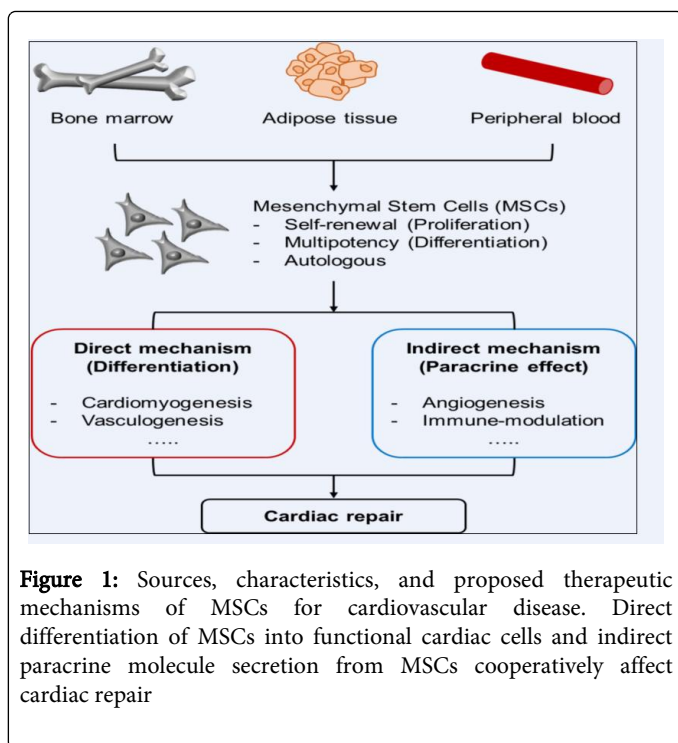 Bone marrow
Adipose tissue
Peripheral blood
Mesenchymal Stem Cells (MSCs)
- Self-renewal (Proliferation)
- Multipotency (Differentiation)
- Autologous
Direct mechanism
(Differentiation)
- Cardiomyogenesis
- Vasculogenesis
.....
Indirect mechanism
(Paracrine effect)
- Angiogenesis
- Immune-modulation
.....
Cardiac repair
Figure 1: Sources, characteristics, and proposed therapeutic
mechanisms of MSCs for cardiovascular disease. Direct
differentiation of MSCs into functional cardiac cells and indirect
paracrine molecule secretion from MSCs cooperatively affect
cardiac repair